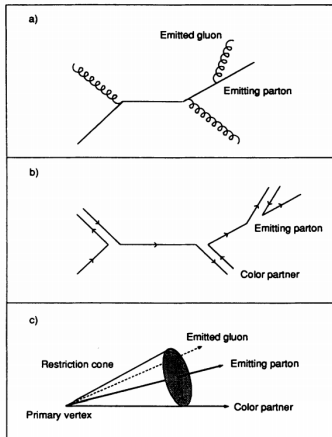 a)
Emitted gluon
Emitting parton
b)
Emitting parton
Color partner
c)
Emitted gluon
Restriction cone
Emitting parton
Primary vertex
Color partner